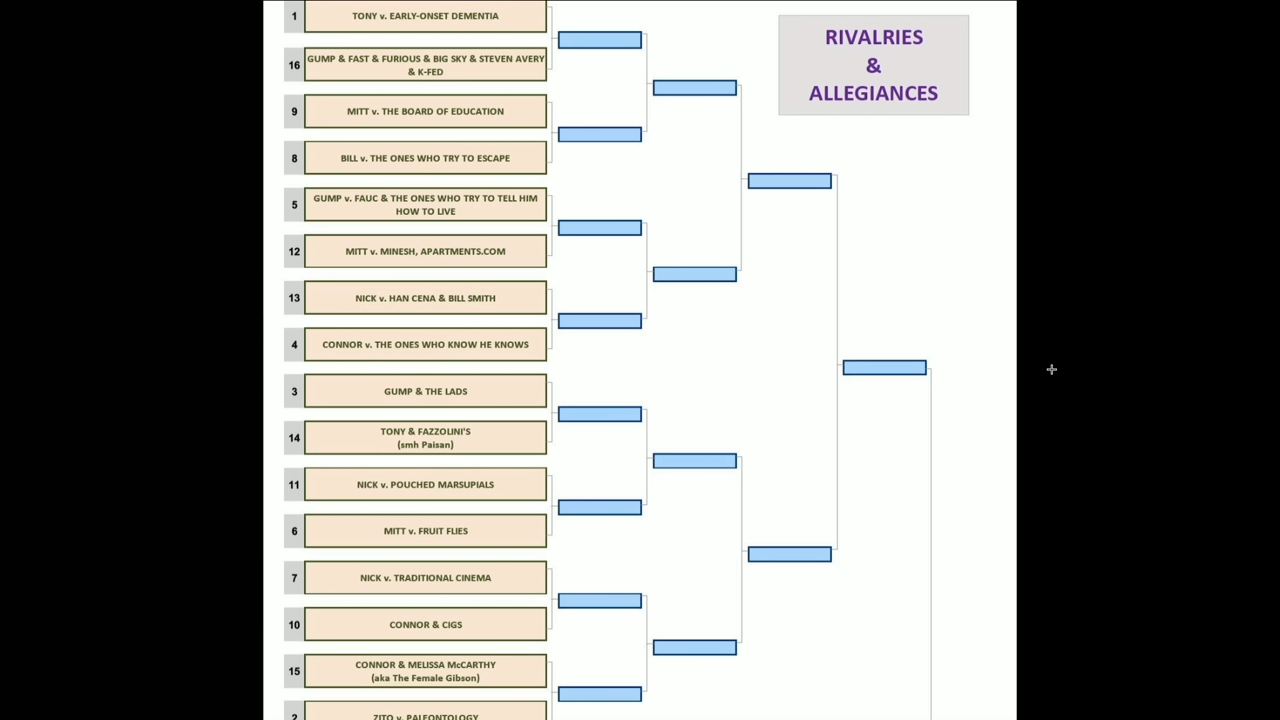 RIVALRIES
&
ALLEGIANCES
1
TONY v. EARLY-ONSET DEMENTIA
16
GUMP & FAST & FURIOUS & BIG SKY & STEVEN AVERY
& K-FED
9
MITT v. THE BOARD OF EDUCATION
8
BILL v. THE ONES WHO TRY TO ESCAPE
5
GUMP v. FAUC & THE ONES WHO TRY TO TELL HIM
HOW TO LIVE
12
MITT v. MINESH, APARTMENTS.COM
13
NICK v. HAN CENA & BILL SMITH
4
CONNOR v. THE ONES WHO KNOW HE KNOWS
3
GUMP & THE LADS
14
TONY & FAZZOLINI'S
(smh Paisan)
11
NICK v. POUCHED MARSUPIALS
6
MITT v. FRUIT FLIES
7
NICK v. TRADITIONAL CINEMA
10
CONNOR & CIGS
15
CONNOR & MELISSA McCARTHY
(aka The Female Gibson)
2
ZITO v. PALEONTOLOGY